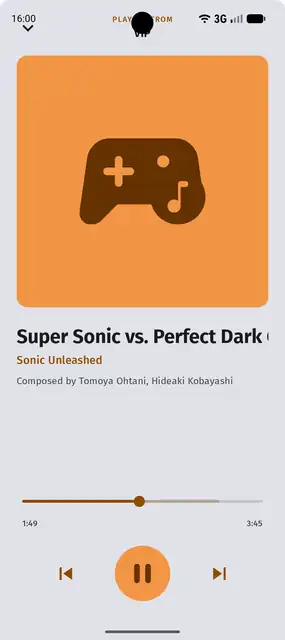 16:00
3G
VIP
Super Sonic vs. Perfect Dark
Sonic Unleashed
Composed by Tomoya Ohtani, Hideaki Kobayashi
1:49
3:45